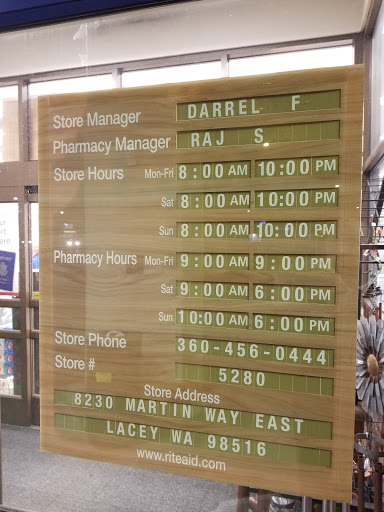 Store Manager DARREL F
Pharmacy Manager RAJ S
Store Hours Mon-Fri 8:00 AM 10:00 PM
Sat 8:00 AM 10:00 PM
Sun 8:00 AM 10:00 PM
Pharmacy Hours Mon-Fri 9:00 AM 9:00 PM
Sat 9:00 AM 6:00 PM
Sun 10:00 AM 6:00 PM
Store Phone 360-456-0444
Store # 5280
Store Address
8230 MARTIN WAY EAST
LACEY WA 98516
www.riteaid.com